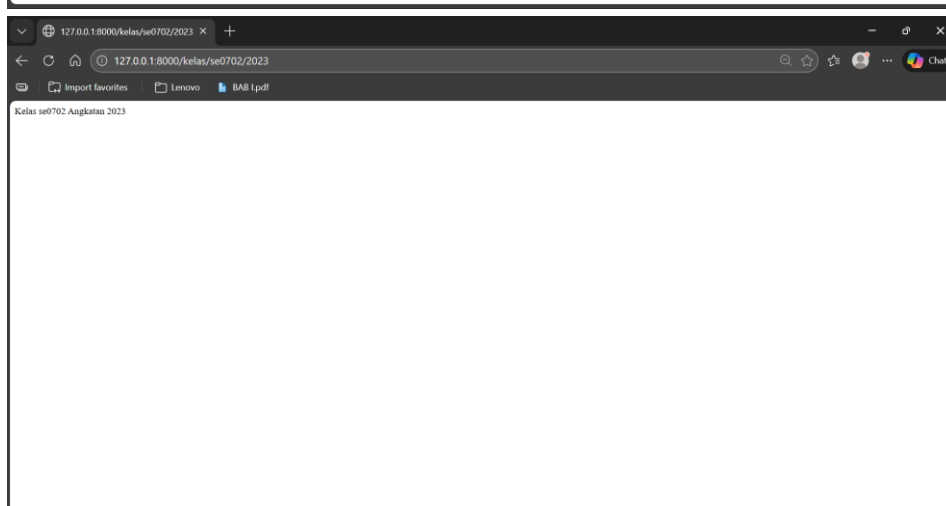 127.0.0.1:8000/kelas/se0702/2023
127.0.0.1:8000/kelas/se0702/2023
Chat
Import favorites Lenovo BAB I.pdf
Kelas se0702 Angkatan 2023